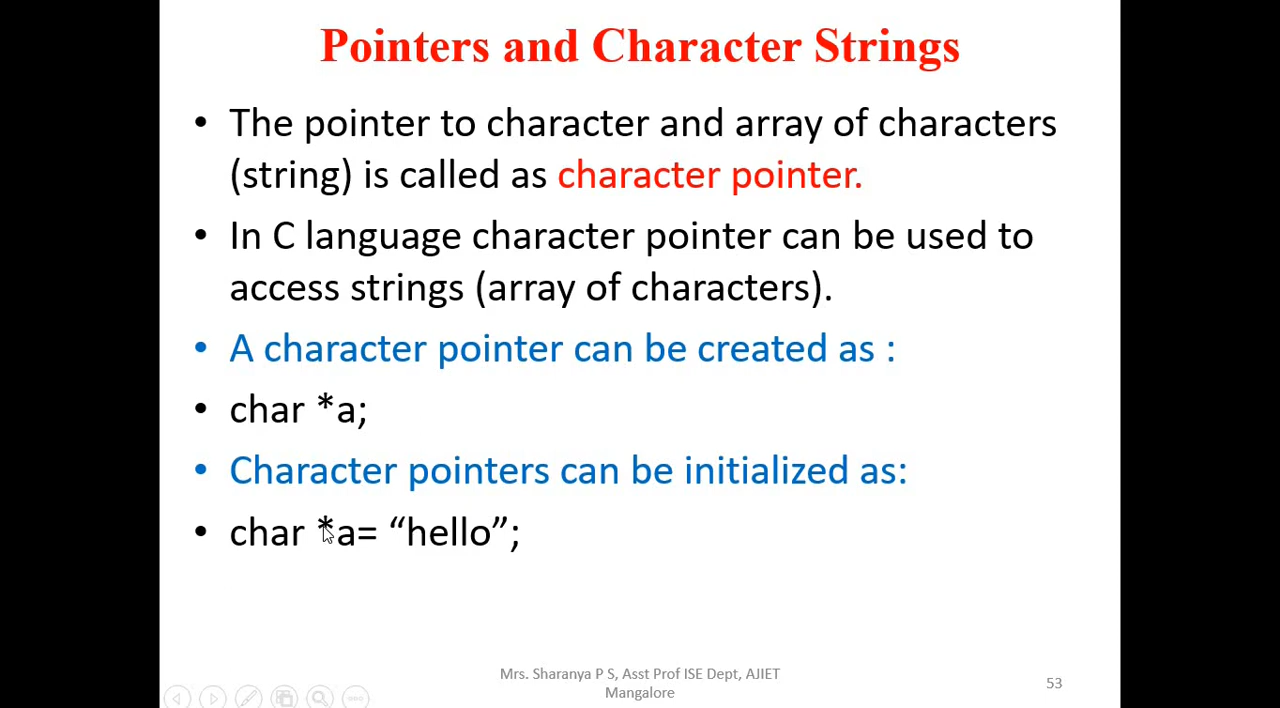 Pointers and Character Strings
• The pointer to character and array of characters
(string) is called as character pointer.
• In C language character pointer can be used to
access strings (array of characters).
• A character pointer can be created as :
• char *a;
• Character pointers can be initialized as:
• char *a= “hello”;
Mrs. Sharanya P S, Asst Prof ISE Dept, AJIET
Mangalore
53